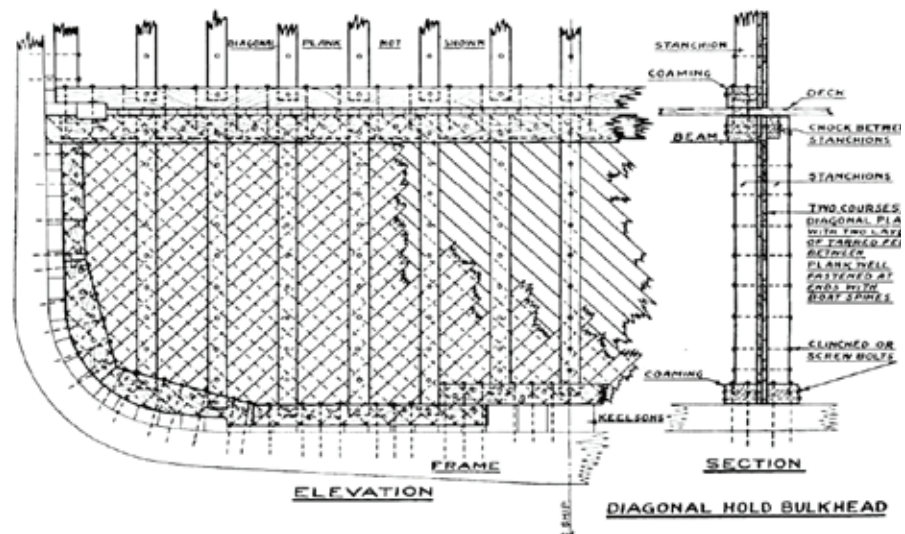 DIAGONAL PLANK NOT SHOWN
STANCHION
COAMING
DECK
BEAM
CHOCK BETWE
STANCHIONS
STANCHIONS
TWO COURSES
DIAGONAL PLA
WITH TWO LAY
OF TARRED FE
BETWEEN
PLANK WELL
FASTENED AT
ENDS WITH
BOAT SPIKES
CLINCHED OR
SCREW BOLTS
COAMING
KEELSONS
FRAME
SECTION
ELEVATION
SHIP
DIAGONAL HOLD BULKHEAD